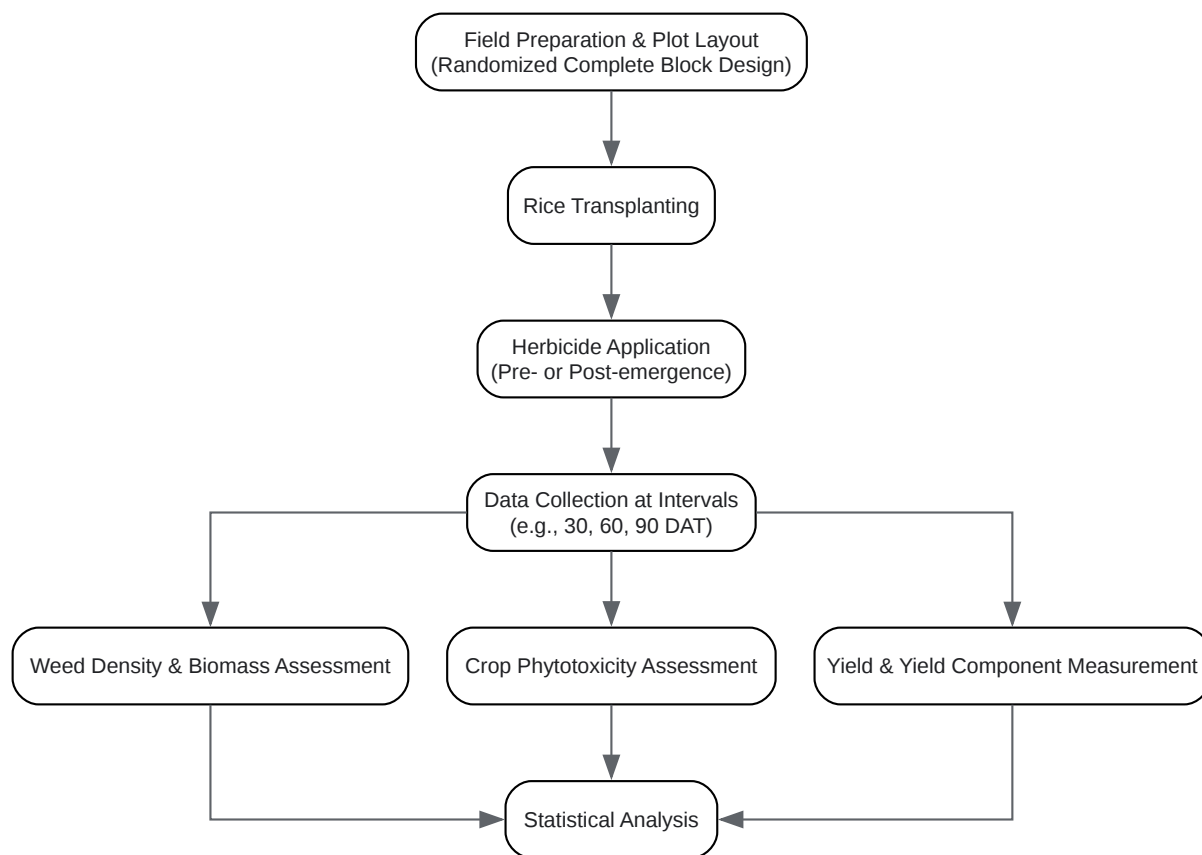 Field Preparation & Plot Layout
(Randomized Complete Block Design)
Rice Transplanting
Herbicide Application
(Pre- or Post-emergence)
Data Collection at Intervals
(e.g., 30, 60, 90 DAT)
Weed Density & Biomass Assessment
Crop Phytotoxicity Assessment
Yield & Yield Component Measurement
Statistical Analysis